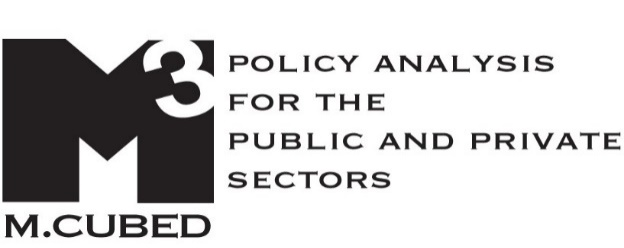 M3
M.CUBED
POLICY ANALYSIS
FOR THE
PUBLIC AND PRIVATE
SECTORS